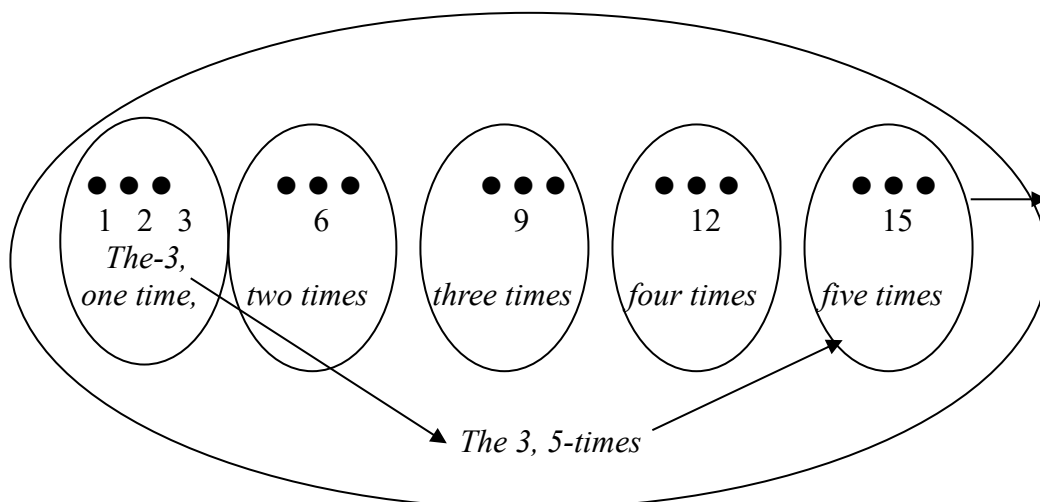 1 2 3 6 9 12 15
The-3,
one time, two times three times four times five times
The 3, 5-times